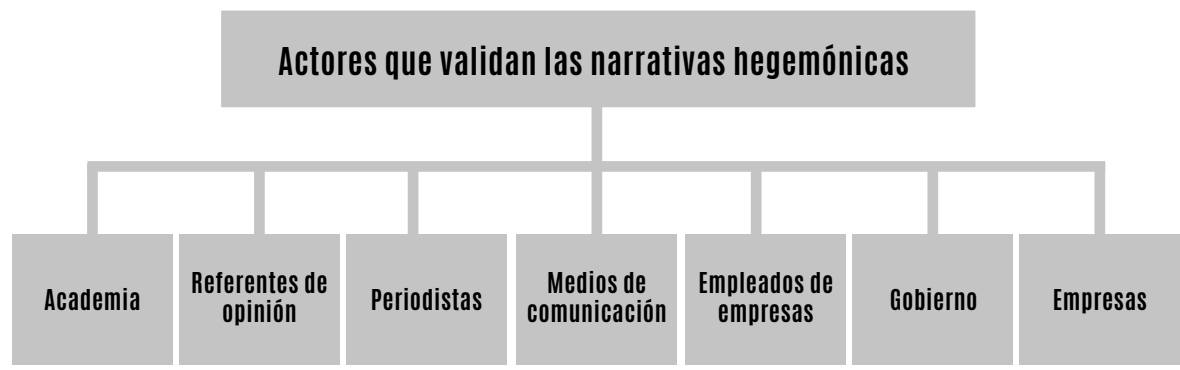 Actores que validan las narrativas hegemónicas
Academia
Referentes de
opinión
Periodistas
Medios de
comunicación
Empleados de
empresas
Gobierno
Empresas